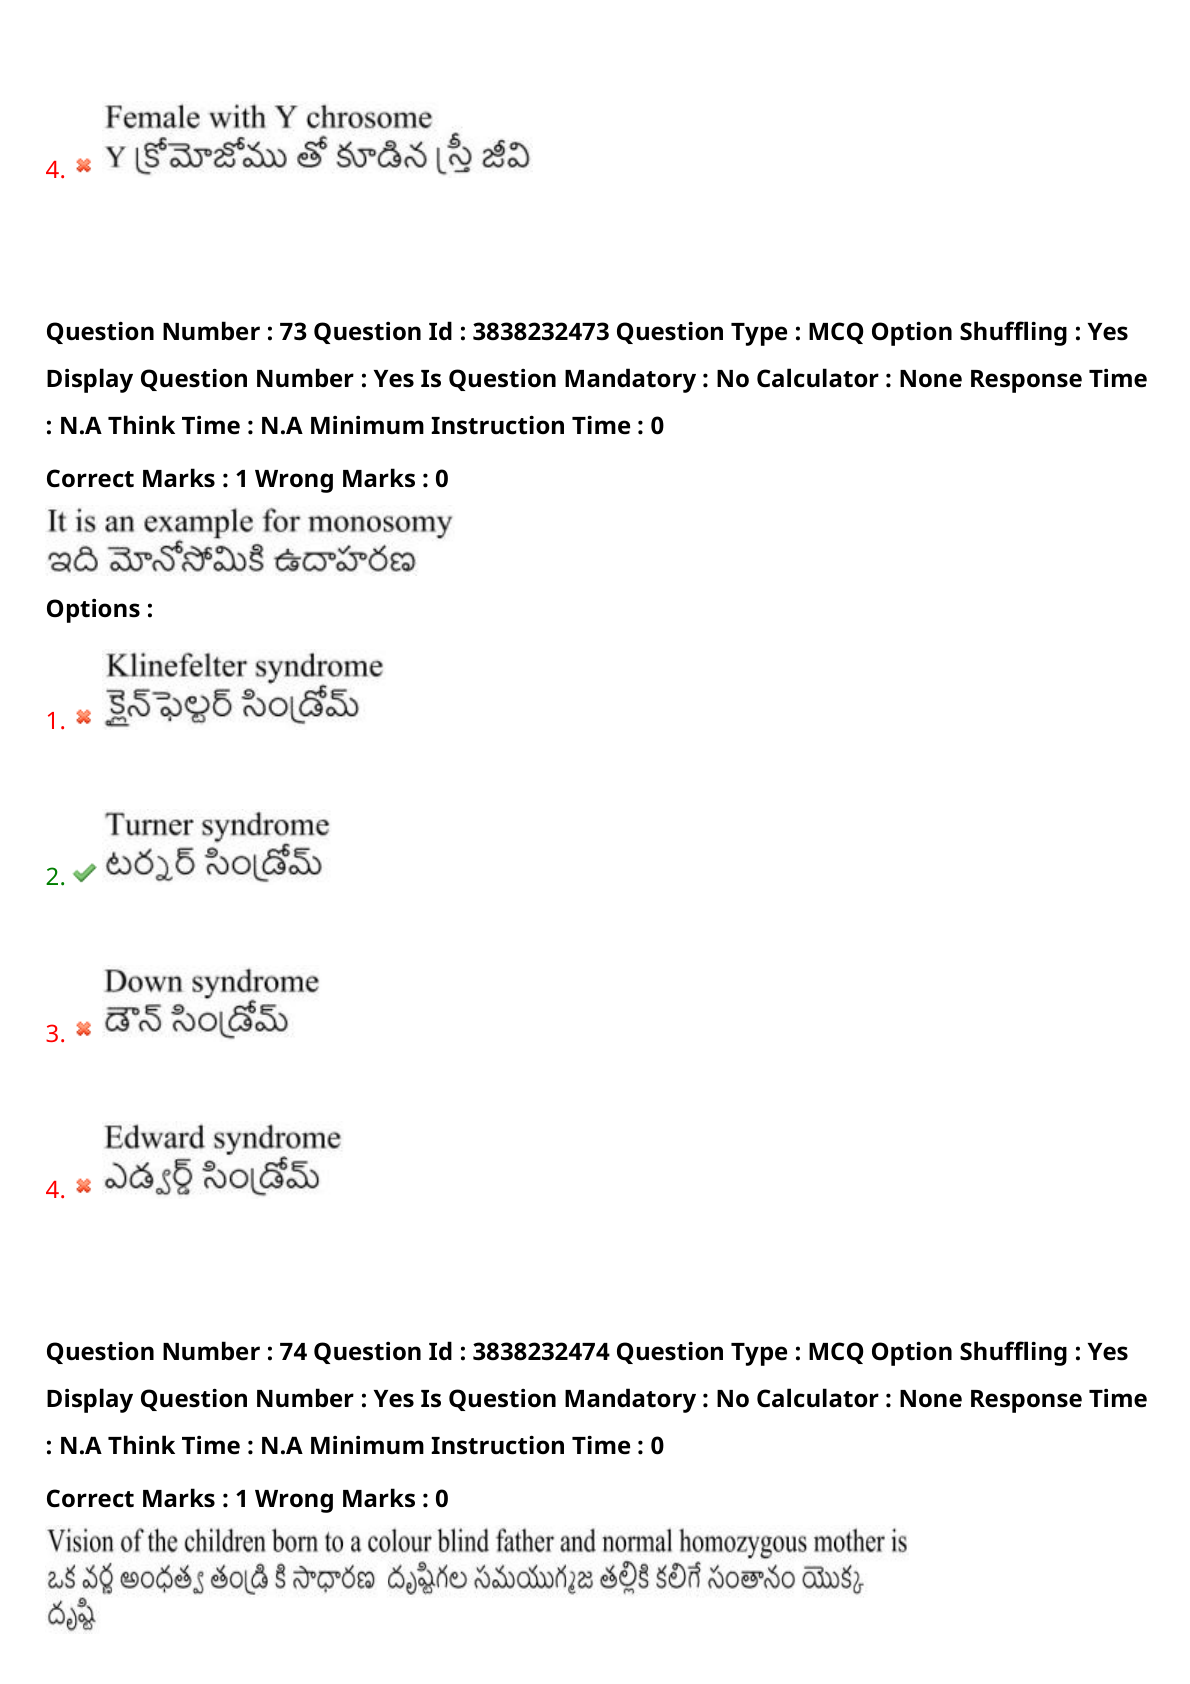 Female with Y chrosome
4. Y క్రోమోజోము తో కూడిన స్త్రీ జీవి
Question Number : 73 Question Id : 3838232473 Question Type : MCQ Option Shuffling : Yes
Display Question Number : Yes Is Question Mandatory : No Calculator : None Response Time
: N.A Think Time : N.A Minimum Instruction Time : 0
Correct Marks : 1 Wrong Marks : 0
It is an example for monosomy
ఇది మోనోసోమికి ఉదాహరణ
Options :
Klinefelter syndrome
1. క్లైన్‌ఫెల్టర్ సిండ్రోమ్
Turner syndrome
2. టర్నర్ సిండ్రోమ్
Down syndrome
3. డౌన్ సిండ్రోమ్
Edward syndrome
4. ఎడ్వర్డ్ సిండ్రోమ్
Question Number : 74 Question Id : 3838232474 Question Type : MCQ Option Shuffling : Yes
Display Question Number : Yes Is Question Mandatory : No Calculator : None Response Time
: N.A Think Time : N.A Minimum Instruction Time : 0
Correct Marks : 1 Wrong Marks : 0
Vision of the children born to a colour blind father and normal homozygous mother is
ఒక వర్ణ అంధత్వ తండ్రి కి సాధారణ దృష్టిగల సమయుగ్మజ తల్లికి కలిగే సంతానం యొక్క
దృష్టి